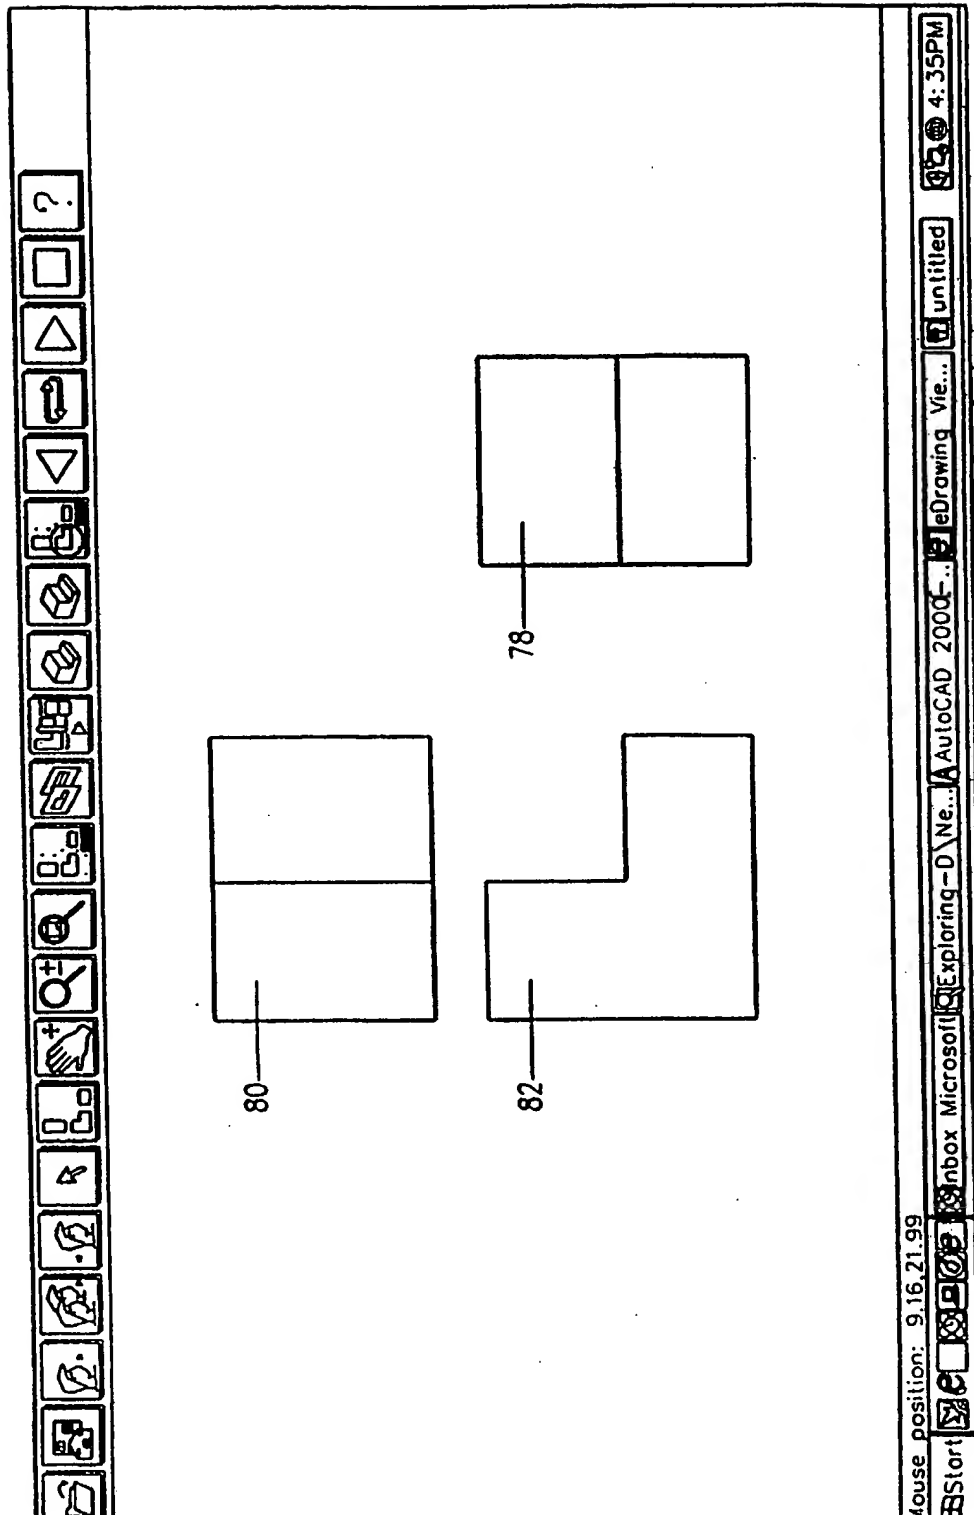 ?
80
78
82
Mouse position: 9.16,21.99
Start
Inbox Microsoft
Exploring-D\Ne...
AutoCAD 2000-..
eDrawing Vie...
untitled
4:35PM